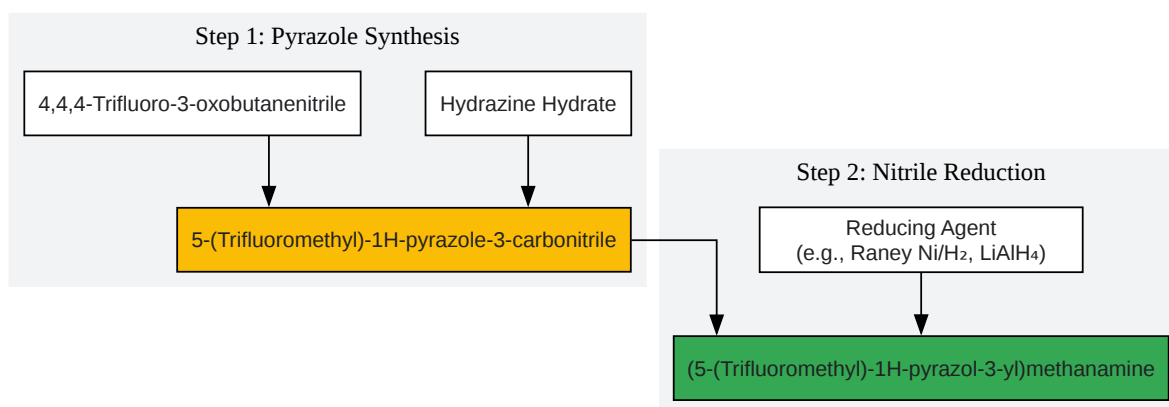 Step 1: Pyrazole Synthesis
4,4,4-Trifluoro-3-oxobutanenitrile
Hydrazine Hydrate
5-(Trifluoromethyl)-1H-pyrazole-3-carbonitrile
Step 2: Nitrile Reduction
Reducing Agent
(e.g., Raney Ni/H₂, LiAlH₄)
(5-(Trifluoromethyl)-1H-pyrazol-3-yl)methanamine